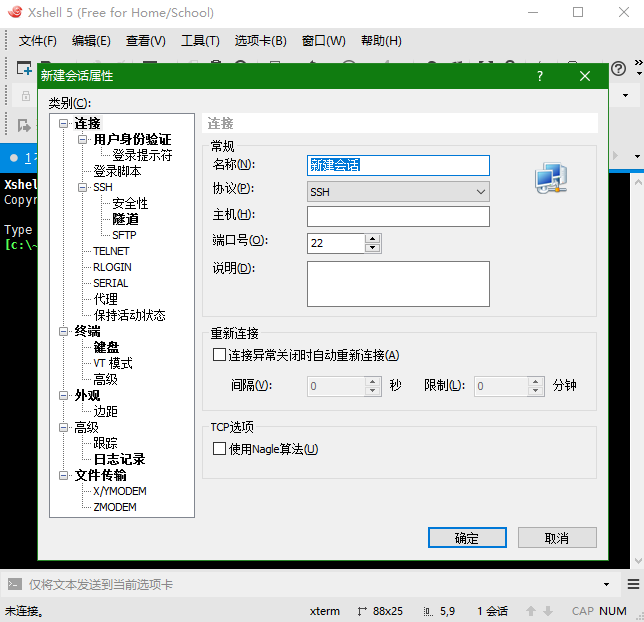 Xshell 5 (Free for Home/School)
文件(F) 编辑(E) 查看(V) 工具(T) 选项卡(B) 窗口(W) 帮助(H)
新建会话属性
类别(C):
连接
用户身份验证
登录提示符
登录脚本
SSH
安全性
隧道
SFTP
TELNET
RLOGIN
SERIAL
代理
保持活动状态
终端
键盘
VT 模式
高级
外观
边距
高级
跟踪
日志记录
文件传输
X/YMODEM
ZMODEM
连接
常规
名称(N): 新建会话
协议(P): SSH
主机(H):
端口号(O): 22
说明(D):
重新连接
连接异常关闭时自动重新连接(A)
间隔(V): 0 秒 限制(L): 0 分钟
TCP选项
使用Nagle算法(U)
确定 取消
1
Xshel
Copyr
Type
[c:\~
仅将文本发送到当前选项卡
未连接。 xterm 88x25 5,9 1 会话 CAP NUM